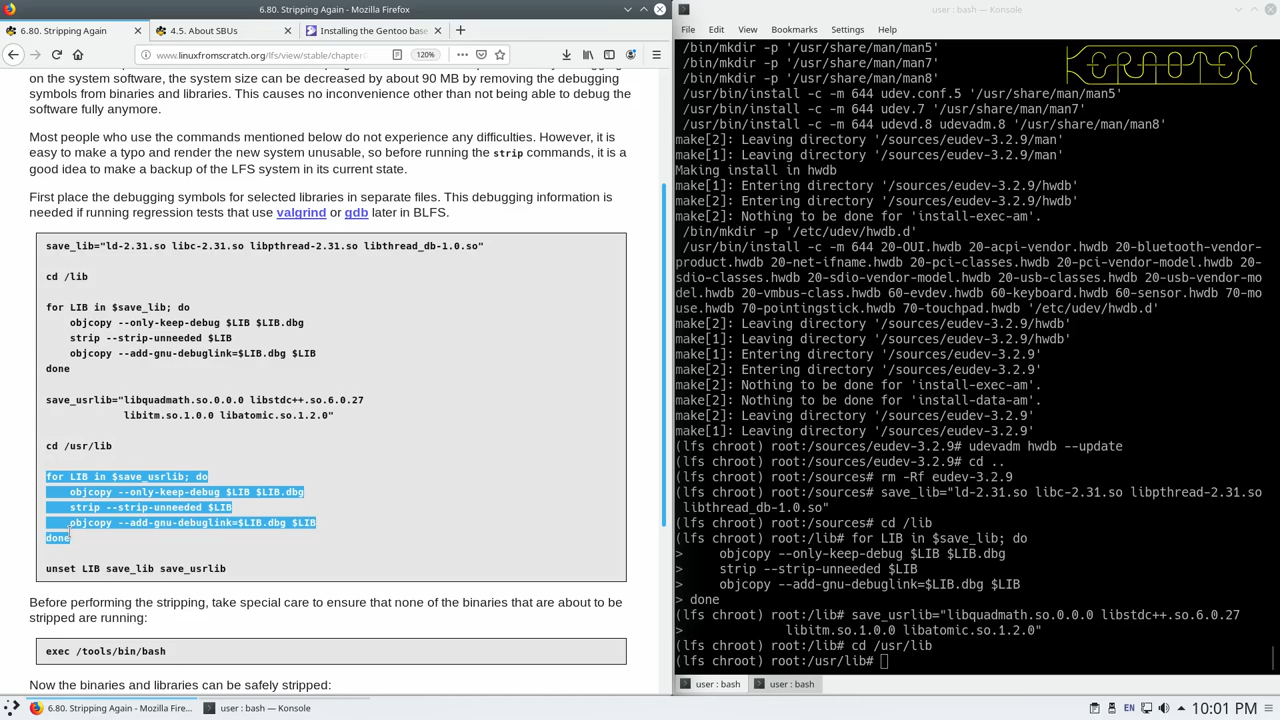 6.80. Stripping Again - Mozilla Firefox
6.80. Stripping Again
4.5. About SBUs
Installing the Gentoo base
www.linuxfromscratch.org/lfs/view/stable/chapter
120%
on the system software, the system size can be decreased by about 90 MB by removing the debugging
symbols from binaries and libraries. This causes no inconvenience other than not being able to debug the
software fully anymore.
Most people who use the commands mentioned below do not experience any difficulties. However, it is
easy to make a typo and render the new system unusable, so before running the strip commands, it is a
good idea to make a backup of the LFS system in its current state.
First place the debugging symbols for selected libraries in separate files. This debugging information is
needed if running regression tests that use valgrind or gdb later in BLFS.
save_lib="ld-2.31.so libc-2.31.so libpthread-2.31.so libthread_db-1.0.so"
cd /lib
for LIB in $save_lib; do
objcopy --only-keep-debug $LIB $LIB.dbg
strip --strip-unneeded $LIB
objcopy --add-gnu-debuglink=$LIB.dbg $LIB
done
save_usrlib="libquadmath.so.0.0.0 libstdc++.so.6.0.27
libitm.so.1.0.0 libatomic.so.1.2.0"
cd /usr/lib
for LIB in $save_usrlib; do
objcopy --only-keep-debug $LIB $LIB.dbg
strip --strip-unneeded $LIB
objcopy --add-gnu-debuglink=$LIB.dbg $LIB
done
unset LIB save_lib save_usrlib
Before performing the stripping, take special care to ensure that none of the binaries that are about to be
stripped are running:
exec /tools/bin/bash
Now the binaries and libraries can be safely stripped:
user : bash — Konsole
File Edit View Bookmarks Settings Help
KEROTEX
/bin/mkdir -p '/usr/share/man/man5'
/bin/mkdir -p '/usr/share/man/man7'
/bin/mkdir -p '/usr/share/man/man8'
/usr/bin/install -c -m 644 udev.conf.5 '/usr/share/man/man5'
/usr/bin/install -c -m 644 udev.7 '/usr/share/man/man7'
/usr/bin/install -c -m 644 udevd.8 udevadm.8 '/usr/share/man/man8'
make[2]: Leaving directory '/sources/eudev-3.2.9/man'
make[1]: Leaving directory '/sources/eudev-3.2.9/man'
Making install in hwdb
make[1]: Entering directory '/sources/eudev-3.2.9/hwdb'
make[2]: Entering directory '/sources/eudev-3.2.9/hwdb'
make[2]: Nothing to be done for 'install-exec-am'.
/bin/mkdir -p '/etc/udev/hwdb.d'
/usr/bin/install -c -m 644 20-OUI.hwdb 20-acpi-vendor.hwdb 20-bluetooth-vendor-
product.hwdb 20-net-ifname.hwdb 20-pci-classes.hwdb 20-pci-vendor-model.hwdb 20-
sdio-classes.hwdb 20-sdio-vendor-model.hwdb 20-usb-classes.hwdb 20-usb-vendor-mo
del.hwdb 20-vmbus-class.hwdb 60-evdev.hwdb 60-keyboard.hwdb 60-sensor.hwdb 70-mo
use.hwdb 70-pointingstick.hwdb 70-touchpad.hwdb '/etc/udev/hwdb.d'
make[2]: Leaving directory '/sources/eudev-3.2.9/hwdb'
make[1]: Leaving directory '/sources/eudev-3.2.9/hwdb'
make[1]: Entering directory '/sources/eudev-3.2.9'
make[2]: Entering directory '/sources/eudev-3.2.9'
make[2]: Nothing to be done for 'install-exec-am'.
make[2]: Nothing to be done for 'install-data-am'.
make[2]: Leaving directory '/sources/eudev-3.2.9'
make[1]: Leaving directory '/sources/eudev-3.2.9'
(lfs chroot) root:/sources/eudev-3.2.9# udevadm hwdb --update
(lfs chroot) root:/sources/eudev-3.2.9# cd ..
(lfs chroot) root:/sources# rm -Rf eudev-3.2.9
(lfs chroot) root:/sources# save_lib="ld-2.31.so libc-2.31.so libpthread-2.31.so
libthread_db-1.0.so"
(lfs chroot) root:/sources# cd /lib
(lfs chroot) root:/lib# for LIB in $save_lib; do
> objcopy --only-keep-debug $LIB $LIB.dbg
> strip --strip-unneeded $LIB
> objcopy --add-gnu-debuglink=$LIB.dbg $LIB
> done
(lfs chroot) root:/lib# save_usrlib="libquadmath.so.0.0.0 libstdc++.so.6.0.27
> libitm.so.1.0.0 libatomic.so.1.2.0"
(lfs chroot) root:/lib# cd /usr/lib
(lfs chroot) root:/usr/lib#
user : bash
user : bash
6.80. Stripping Again - Mozilla Fire...
user : bash — Konsole
EN
10:01 PM